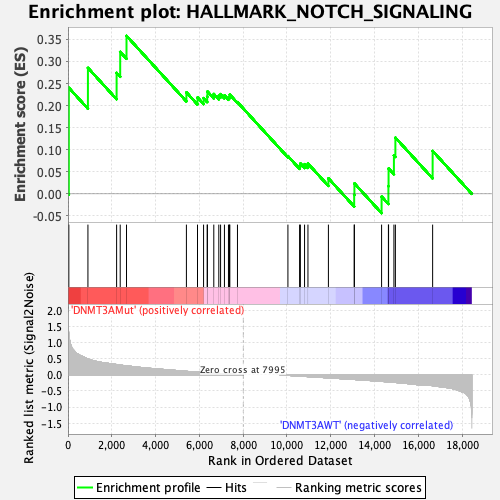 Enrichment plot: HALLMARK_NOTCH_SIGNALING
Enrichment score (ES)
0.35
0.30
0.25
0.20
0.15
0.10
0.05
0.00
-0.05
'DNMT3AMut' (positively correlated)
Ranked list metric (Signal2Noise)
2.0
1.5
1.0
0.5
0.0
-0.5
-1.0
-1.5
Zero cross at 7995
'DNMT3AWT' (negatively correlated)
0
2,000
4,000
6,000
8,000
10,000
12,000
14,000
16,000
18,000
Rank in Ordered Dataset
Enrichment profile
Hits
Ranking metric scores